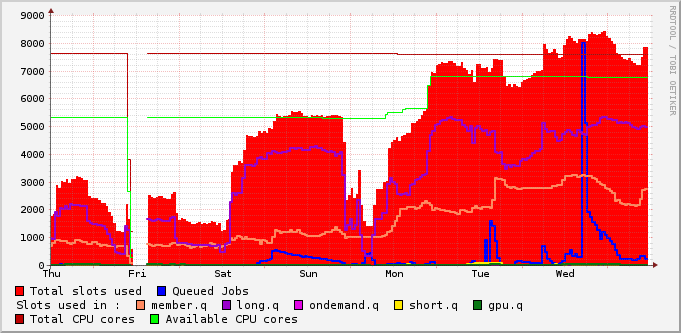 9000
8000
7000
6000
5000
4000
3000
2000
1000
0
Thu Fri Sat Sun Mon Tue Wed
Total slots used Queued Jobs
Slots used in : member.q long.q ondemand.q short.q gpu.q
Total CPU cores Available CPU cores
RRDTOOL / TOBI OETIKER